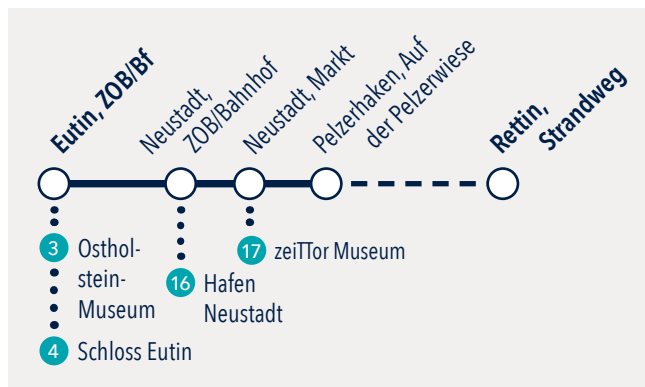 Eutin, ZOB/Bf
Neustadt,
ZOB/Bahnhof
Neustadt, Markt
Pelzerhaken, Auf
der Pelzerwiese
Rettin,
Strandweg
3 Osthol-
stein-
Museum
4 Schloss Eutin
16 Hafen
Neustadt
17 zeiTTor Museum